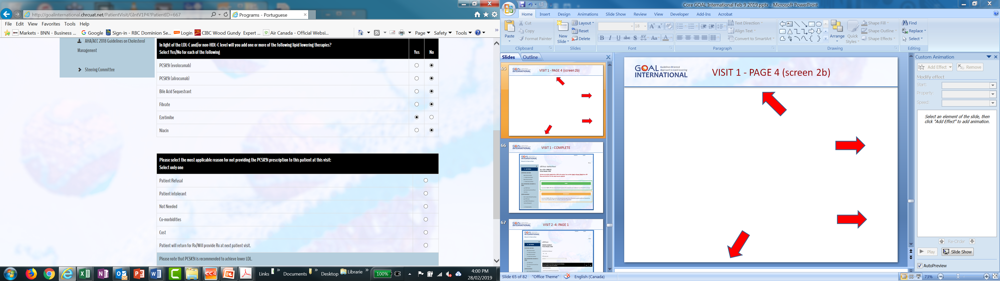 http://goalinternational.chrcuat.net/PatientVisit/GIntV1P4?PatientID=667
Programs - Portuguese
File Edit View Favorites Tools Help
Markets - BNN - Business ... Google Sign-in - RBC Dominion Se... Login CIBC Wood Gundy Expert ... Air Canada - Official Websi...
Page Safety Tools
AHA/ACC 2018 Guidelines on Cholesterol
Management
Steering Committee
In light of the LDL-C and/or non-HDL-C level will you add one or more of the following lipid lowering therapies?
Select Yes/No for each of the following
Yes No
PCSK9i (evolocumab)
PCSK9i (alirocumab)
Bile Acid Sequestrant
Fibrate
Ezetimibe
Niacin
Please select the most applicable reason for not providing the PCSK9i prescription to this patient at this visit:
Select only one
Patient Refusal
Patient intolerant
Not Needed
Co-morbidities
Cost
Patient will return for Rx/Will provide Rx at next patient visit.
Please note that PCSK9i is recommended to achieve lower LDL.
Links Documents Desktop Librarie
100%
4:00 PM
28/02/2019
Core GOAL International Feb 9 2019.pptx - Microsoft PowerPoint
Home Insert Design Animations Slide Show Review View Developer Add-Ins Acrobat
Paste
Cut
Copy
Format Painter
Clipboard
New
Slide
Layout
Reset
Delete
Slides
18
Font
Text Direction
Align Text
Convert to SmartArt
Paragraph
Arrange
Quick
Styles
Shape Fill
Shape Outline
Shape Effects
Drawing
Find
Replace
Select
Editing
Slides Outline
65
GOAL
INTERNATIONAL
VISIT 1 - PAGE 4 (screen 2b)
66
GOAL
INTERNATIONAL
VISIT 1 - COMPLETE
GOAL
INTERNATIONAL
67
GOAL
INTERNATIONAL
VISIT 2 -4: PAGE 1
GOAL
INTERNATIONAL
GOAL Guidelines Oriented
Approach to Lipid lowering
INTERNATIONAL
VISIT 1 - PAGE 4 (screen 2b)
Custom Animation
Add Effect Remove
Modify effect
Start:
Property:
Speed:
Select an element of the slide, then
click "Add Effect" to add animation.
Re-Order
Play Slide Show
AutoPreview
Slide 65 of 82 "Office Theme" English (Canada)
73%